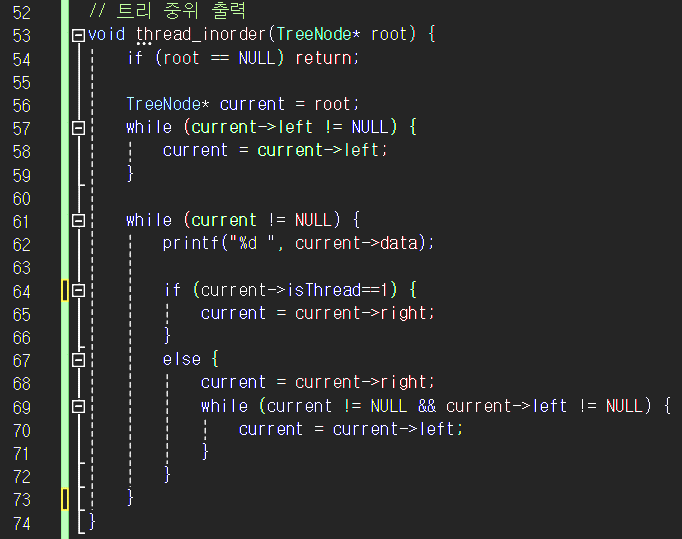 52 // 트리 중위 출력
53 void thread_inorder(TreeNode* root) {
54 if (root == NULL) return;
55
56 TreeNode* current = root;
57 while (current->left != NULL) {
58 current = current->left;
59 }
60
61 while (current != NULL) {
62 printf("%d ", current->data);
63
64 if (current->isThread==1) {
65 current = current->right;
66 }
67 else {
68 current = current->right;
69 while (current != NULL && current->left != NULL) {
70 current = current->left;
71 }
72 }
73 }
74 }